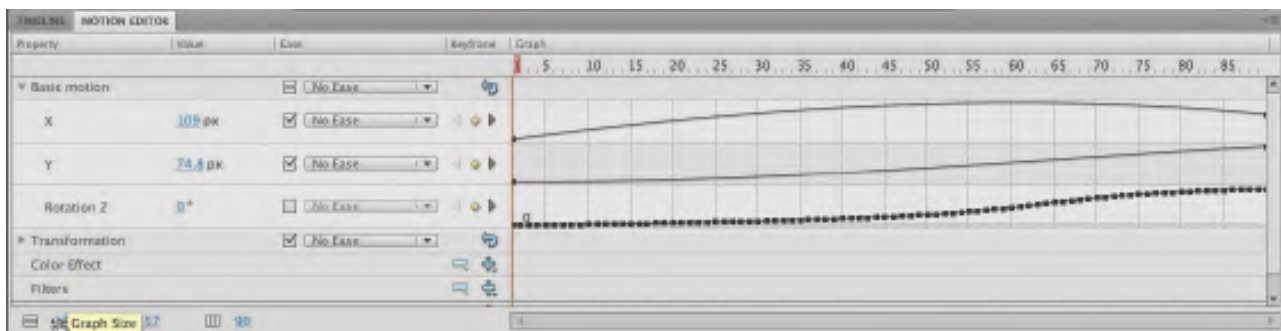 TIMELINE MOTION EDITOR
Property Value Ease Keyframe Graph
5 10 15 20 25 30 35 40 45 50 55 60 65 70 75 80 85
Basic motion No Ease
X 109 px No Ease
Y 74.8 px No Ease
Rotation Z 0° No Ease
0
Transformation No Ease
Color Effect
Filters
Graph Size 57 90